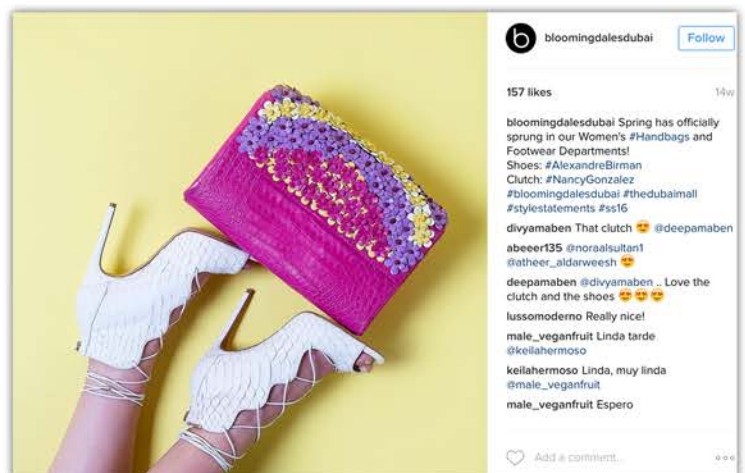 b bloomingdalesdubai Follow
157 likes 14w
bloomingdalesdubai Spring has officially
sprung in our Women's #Handbags and
Footwear Departments!
Shoes: #AlexandreBirman
Clutch: #NancyGonzalez
#bloomingdalesdubai #thedubaimall
#stylestatements #ss16
divyamaben That clutch 😍 @deepamaben
abeeer135 @noraalsultan1
@atheer_aldarweesh 😍
deepamaben @divyamaben .. Love the
clutch and the shoes 😍😍😍
lussomoderno Really nice!
male_veganfruit Linda tarde
@keilahermoso
keilahermoso Linda, muy linda
@male_veganfruit
male_veganfruit Espero
Add a comment...